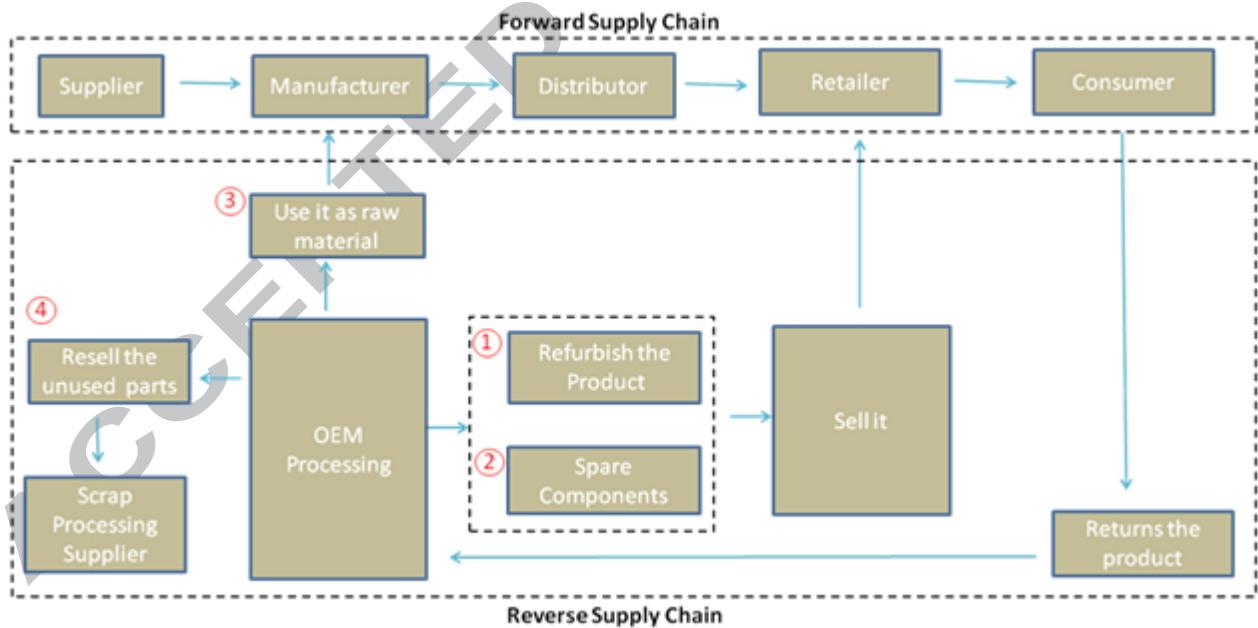 Forward Supply Chain
Supplier
Manufacturer
Distributor
Retailer
Consumer
③
Use it as raw
material
④
Resell the
unused parts
Scrap
Processing
Supplier
OEM
Processing
①
Refurbish the
Product
②
Spare
Components
Sell it
Returns the
product
Reverse Supply Chain
ACCEPTED